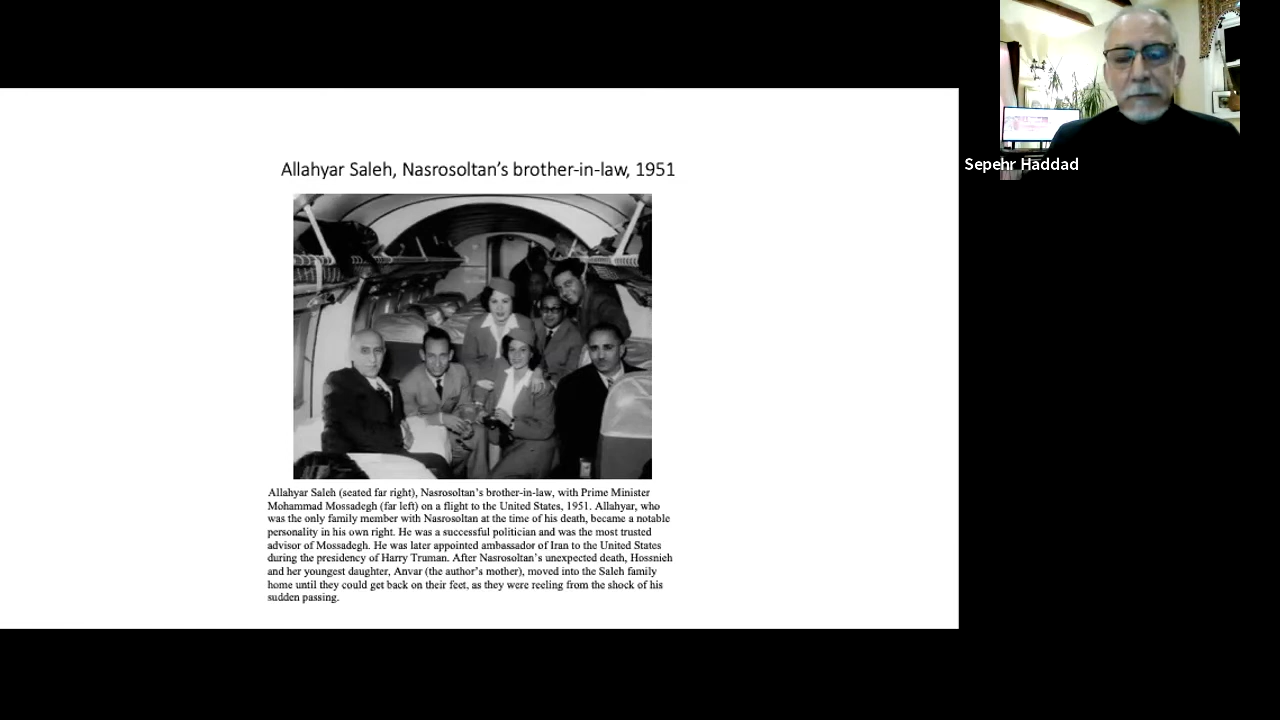 Allahyar Saleh, Nasrosoltan’s brother-in-law, 1951
Allahyar Saleh (seated far right), Nasrosoltan’s brother-in-law, with Prime Minister
Mohammad Mossadegh (far left) on a flight to the United States, 1951. Allahyar, who
was the only family member with Nasrosoltan at the time of his death, became a notable
personality in his own right. He was a successful politician and was the most trusted
advisor of Mossadegh. He was later appointed ambassador of Iran to the United States
during the presidency of Harry Truman. After Nasrosoltan’s unexpected death, Hossnieh
and her youngest daughter, Anvar (the author’s mother), moved into the Saleh family
home until they could get back on their feet, as they were reeling from the shock of his
sudden passing.
Sepehr Haddad